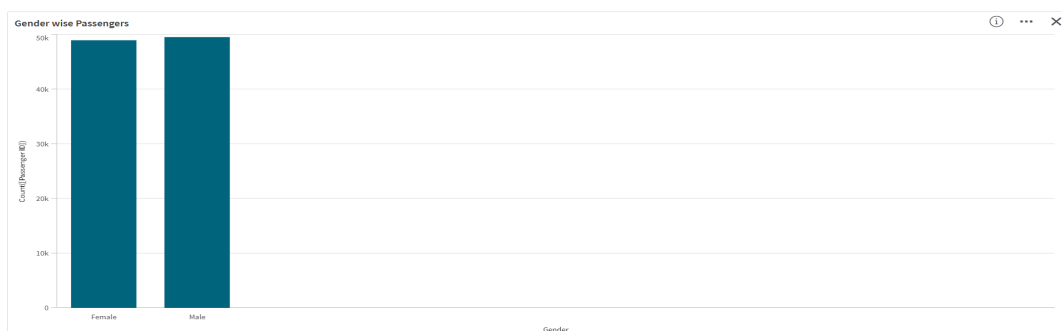 Gender wise Passengers
50k
40k
30k
20k
10k
0
Count([Passenger ID])
Female
Male
Gender